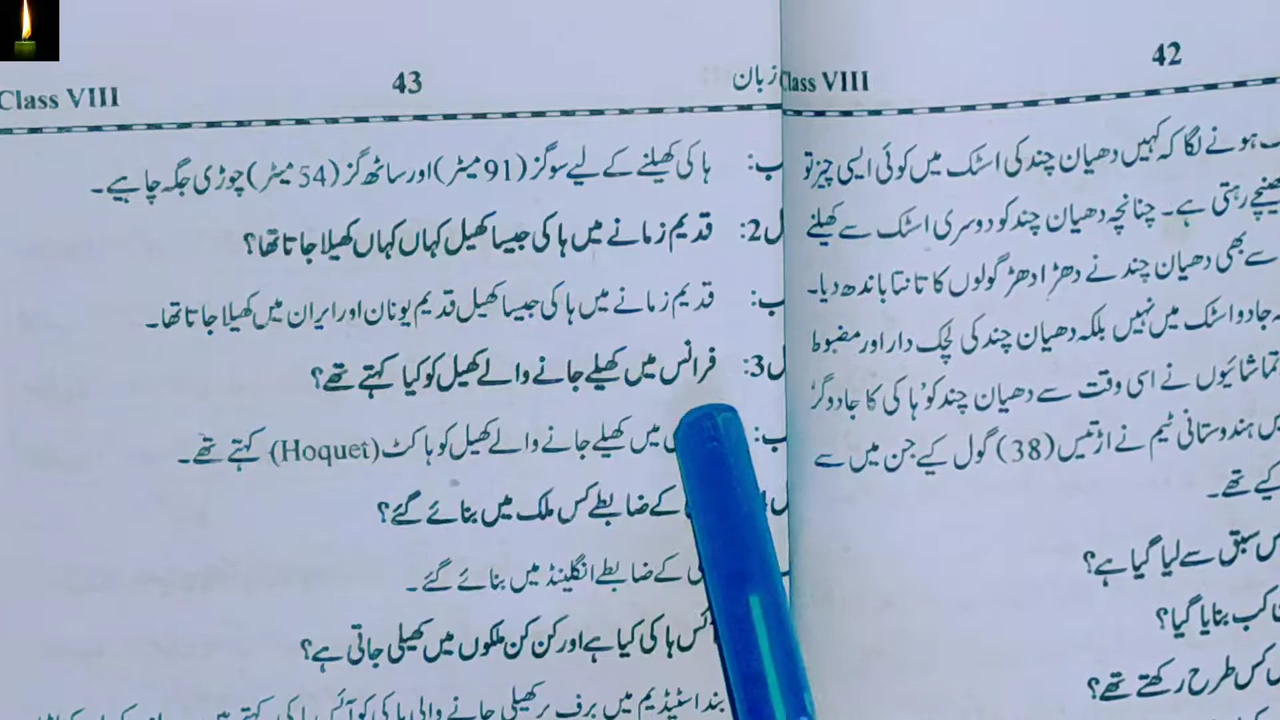 42
Class VIII
ہونے لگا کہ کہیں دھیان چند کی اسٹک میں کوئی ایسی چیز تو
رہتی ہے۔ چنانچہ دھیان چند کو دوسری اسٹک سے کھیلنے
سے بھی دھیان چند نے دھڑا دھڑ گولوں کا تانتا باندھ دیا۔
جادو اسٹک میں نہیں بلکہ دھیان چند کی لچک دار اور مضبوط
تماشائیوں نے اسی وقت سے دھیان چند کو 'ہاکی کا جادوگر
ہندوستانی ٹیم نے اڑتیس (38) گول کیے جن میں سے
کیے تھے۔
سبق سے لیا گیا ہے؟
کب بنایا گیا؟
کس طرح رکھتے تھے؟
زبان
43
Class VIII
ہاکی کھیلنے کے لیے سو گز (91 میٹر) اور ساٹھ گز (54 میٹر) چوڑی جگہ چاہیے۔
2: قدیم زمانے میں ہاکی جیسا کھیل کہاں کہاں کھیلا جاتا تھا؟
قدیم زمانے میں ہاکی جیسا کھیل قدیم یونان اور ایران میں کھیلا جاتا تھا۔
3: فرانس میں کھیلے جانے والے کھیل کو کیا کہتے تھے؟
میں کھیلے جانے والے کھیل کو ہاکٹ (Hoquet) کہتے تھے۔
کے ضابطے کس ملک میں بنائے گئے؟
کے ضابطے انگلینڈ میں بنائے گئے۔
ہاکی کیا ہے اور کن کن ملکوں میں کھیلی جاتی ہے؟
بند اسٹیڈیم میں برف پر کھیلی جانے والی ہاکی کو آئس ہاکی کہتے